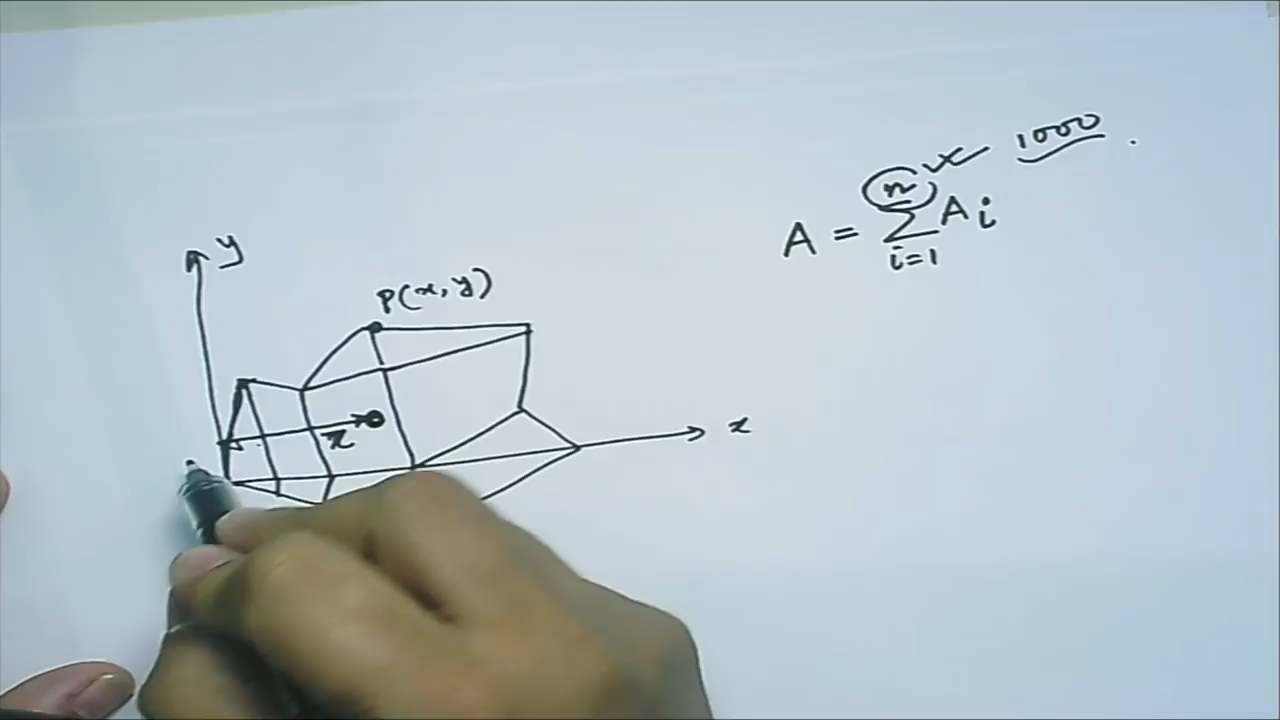 1000
n
A = Σ Ai
i=1
y
P(x, y)
x
x